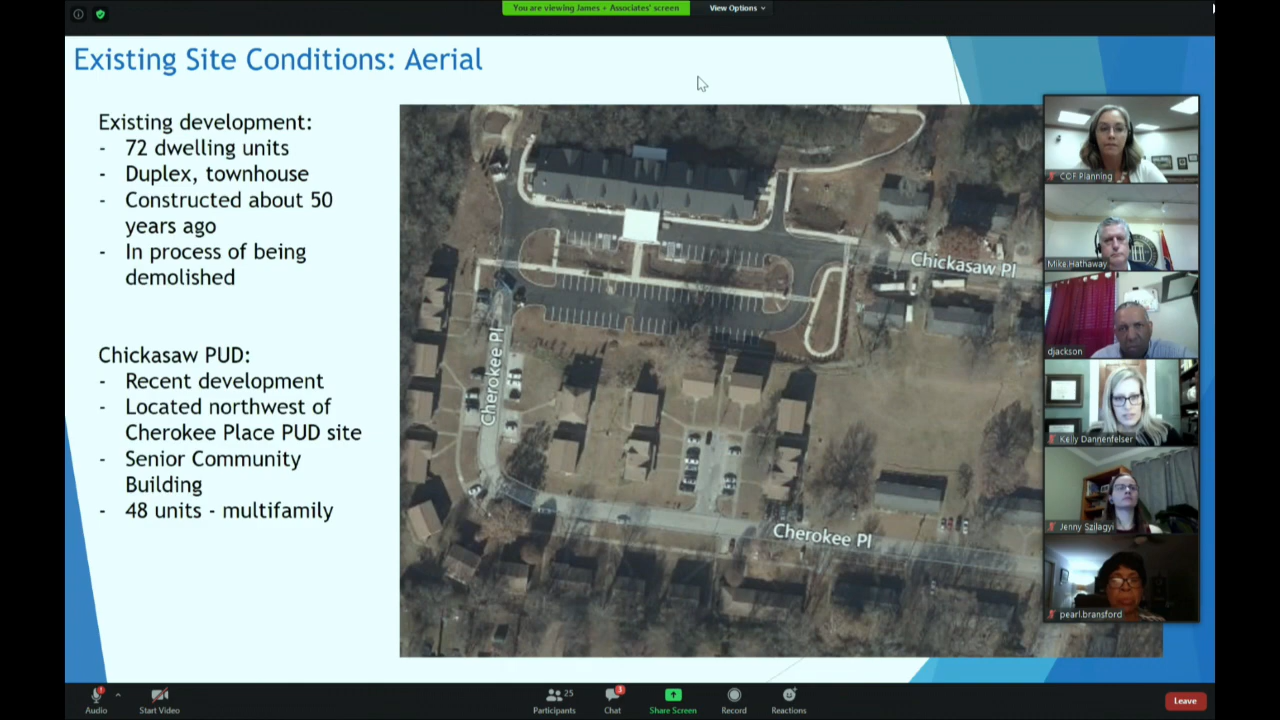 You are viewing James + Associates' screen
View Options
Existing Site Conditions: Aerial
Existing development:
- 72 dwelling units
- Duplex, townhouse
- Constructed about 50
years ago
- In process of being
demolished
Chickasaw PUD:
- Recent development
- Located northwest of
Cherokee Place PUD site
- Senior Community
Building
- 48 units - multifamily
Chickasaw Pl
Cherokee Pl
Cherokee Pl
COF Planning
Mike.Hathaway
djackson
Kelly Dannenfelser
Jenny Szilagyi
pearl.bransford
Audio
Start Video
Participants
25
Chat
3
Share Screen
Record
Reactions
Leave